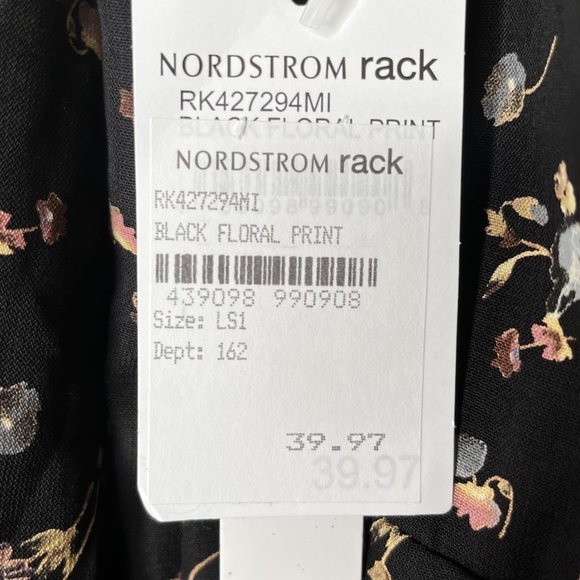 NORDSTROM rack
RK427294MI
BLACK FLORAL PRINT
NORDSTROM rack
RK427294MI
BLACK FLORAL PRINT
439098 990908
Size: LS1
Dept: 162
39.97
39.97